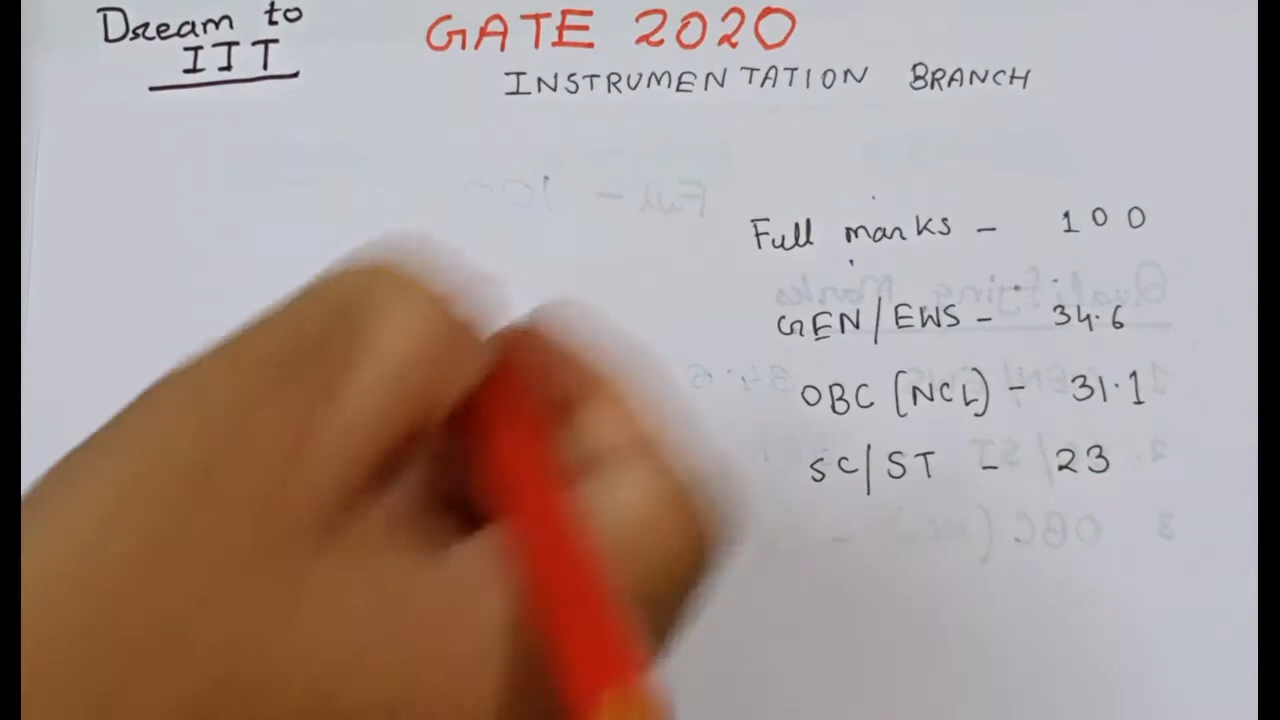 Dream to
IIT
GATE 2020
INSTRUMENTATION BRANCH
Full marks - 100
GEN/EWS - 34.6
OBC (NCL) - 31.1
SC/ST - 23